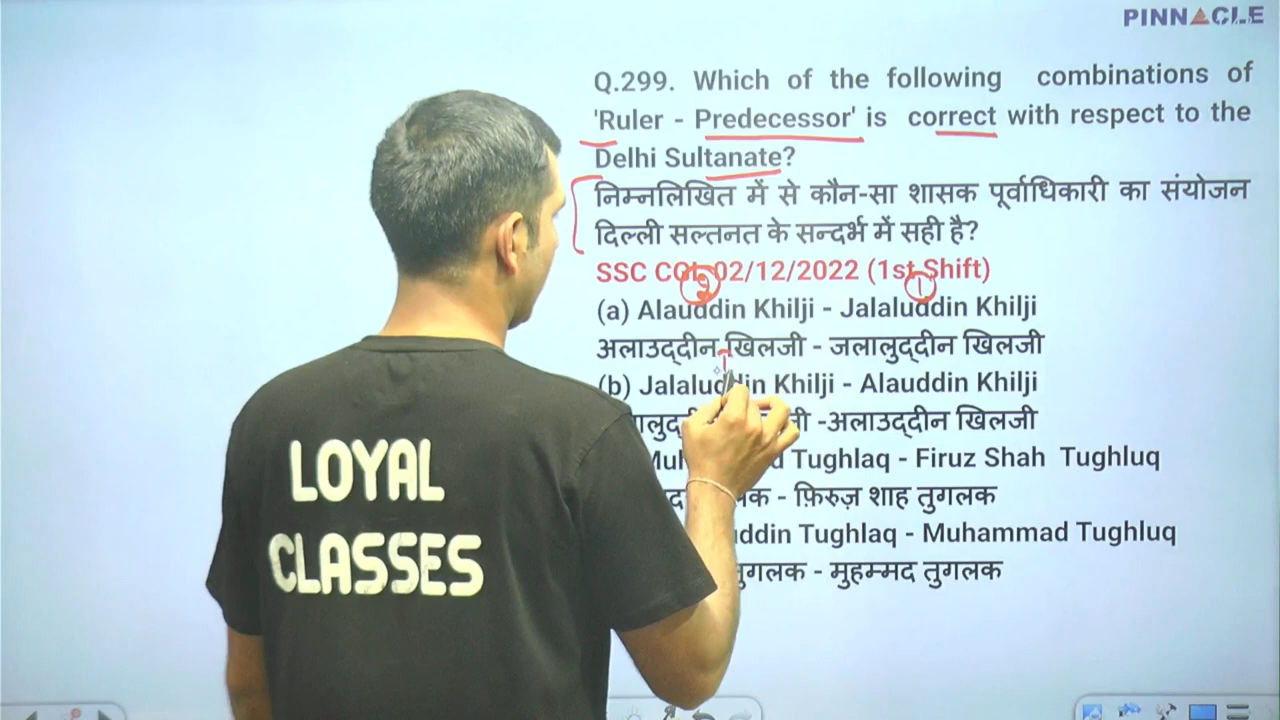 PINNACLE
Q.299. Which of the following combinations of
'Ruler - Predecessor' is correct with respect to the
Delhi Sultanate?
निम्नलिखित में से कौन-सा शासक पूर्वाधिकारी का संयोजन
दिल्ली सल्तनत के सन्दर्भ में सही है?
SSC 02/12/2022 (1st Shift)
(a) Alauddin Khilji - Jalaluddin Khilji
अलाउद्दीन खिलजी - जलालुद्दीन खिलजी
(b) Jalaluddin Khilji - Alauddin Khilji
-अलाउद्दीन खिलजी
Tughlaq - Firuz Shah Tughluq
- फ़िरुज़ शाह तुगलक
Tughlaq - Muhammad Tughluq
- मुहम्मद तुगलक
LOYAL
CLASSES